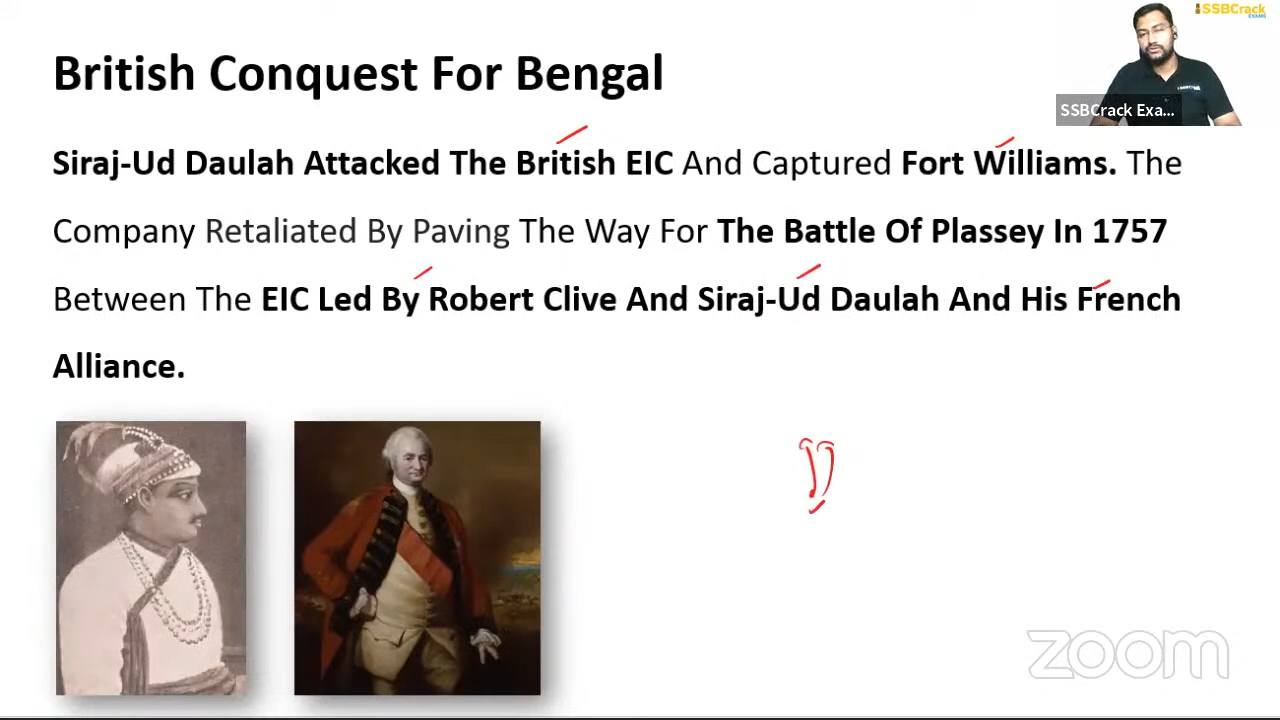 SSBCrack
EXAMS
British Conquest For Bengal
SSBCrack Exa...
Siraj-Ud Daulah Attacked The British EIC And Captured Fort Williams. The
Company Retaliated By Paving The Way For The Battle Of Plassey In 1757
Between The EIC Led By Robert Clive And Siraj-Ud Daulah And His French
Alliance.
zoom